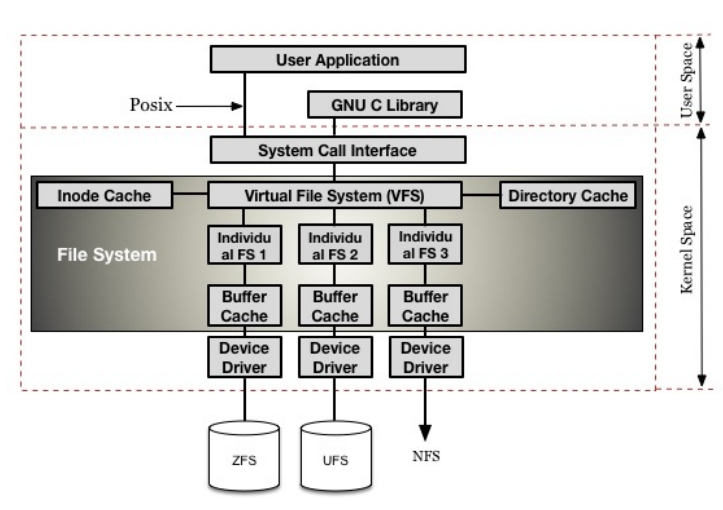 User Application
Posix
GNU C Library
User Space
System Call Interface
Inode Cache
Virtual File System (VFS)
Directory Cache
File System
Individu
al FS 1
Individu
al FS 2
Individu
al FS 3
Kernel Space
Buffer
Cache
Buffer
Cache
Buffer
Cache
Device
Driver
Device
Driver
Device
Driver
ZFS
UFS
NFS